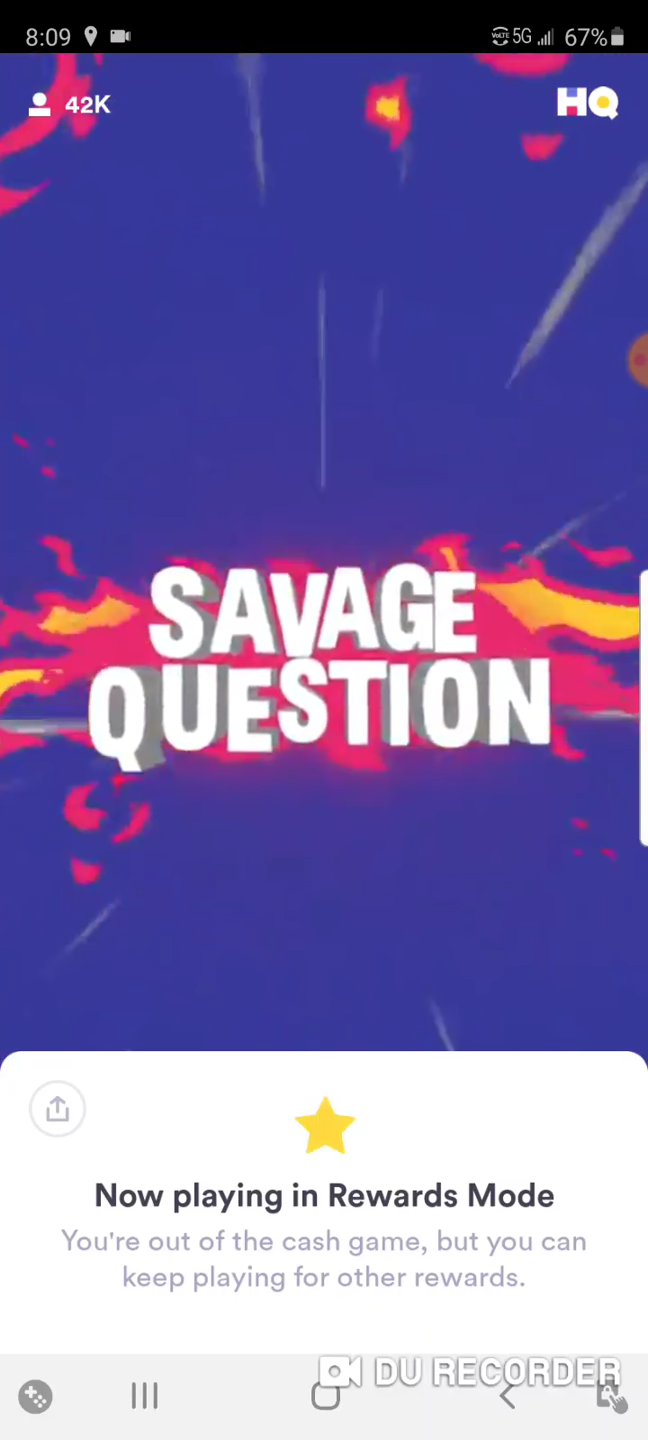 8:09 VoLTE 5G 67%
42K HQ
SAVAGE
QUESTION
Now playing in Rewards Mode
You're out of the cash game, but you can
keep playing for other rewards.
DU RECORDER